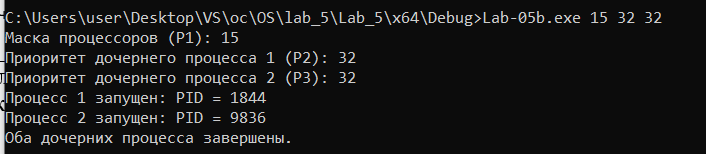 C:\Users\user\Desktop\VS\oc\OS\lab_5\Lab_5\x64\Debug>Lab-05b.exe 15 32 32
Маска процессоров (P1): 15
Приоритет дочернего процесса 1 (P2): 32
Приоритет дочернего процесса 2 (P3): 32
Процесс 1 запущен: PID = 1844
Процесс 2 запущен: PID = 9836
Оба дочерних процесса завершены.